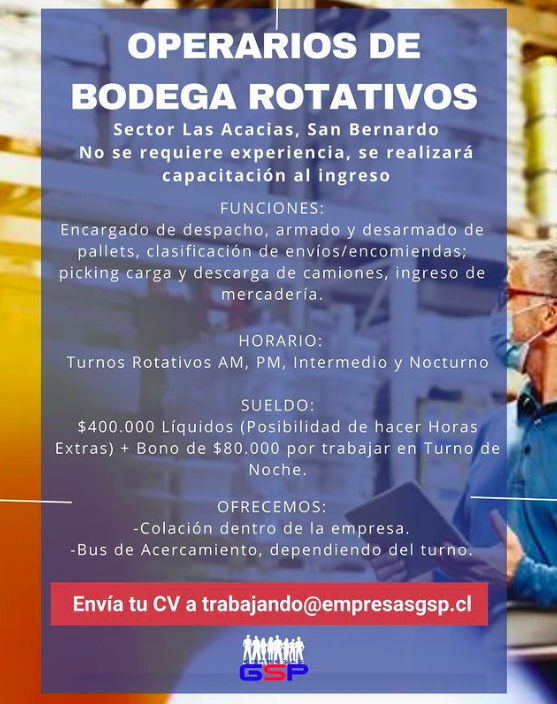 OPERARIOS DE
BODEGA ROTATIVOS
Sector Las Acacias, San Bernardo
No se requiere experiencia, se realizará
capacitación al ingreso
FUNCIONES:
Encargado de despacho, armado y desarmado de
pallets, clasificación de envíos/encomiendas;
picking carga y descarga de camiones, ingreso de
mercadería.
HORARIO:
Turnos Rotativos AM, PM, Intermedio y Nocturno
SUELDO:
$400.000 Líquidos (Posibilidad de hacer Horas
Extras) + Bono de $80.000 por trabajar en Turno de
Noche.
OFRECEMOS:
-Colación dentro de la empresa.
-Bus de Acercamiento, dependiendo del turno.
Envía tu CV a trabajando@empresasgsp.cl
GSP